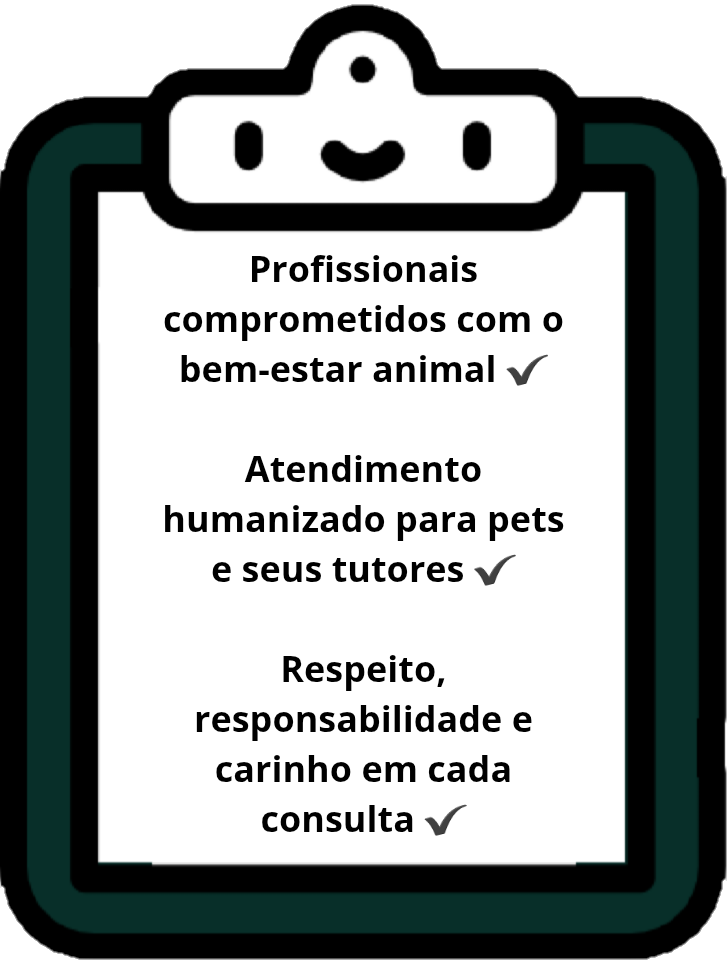 Profissionais
comprometidos com o
bem-estar animal ✔
Atendimento
humanizado para pets
e seus tutores ✔
Respeito,
responsabilidade e
carinho em cada
consulta ✔